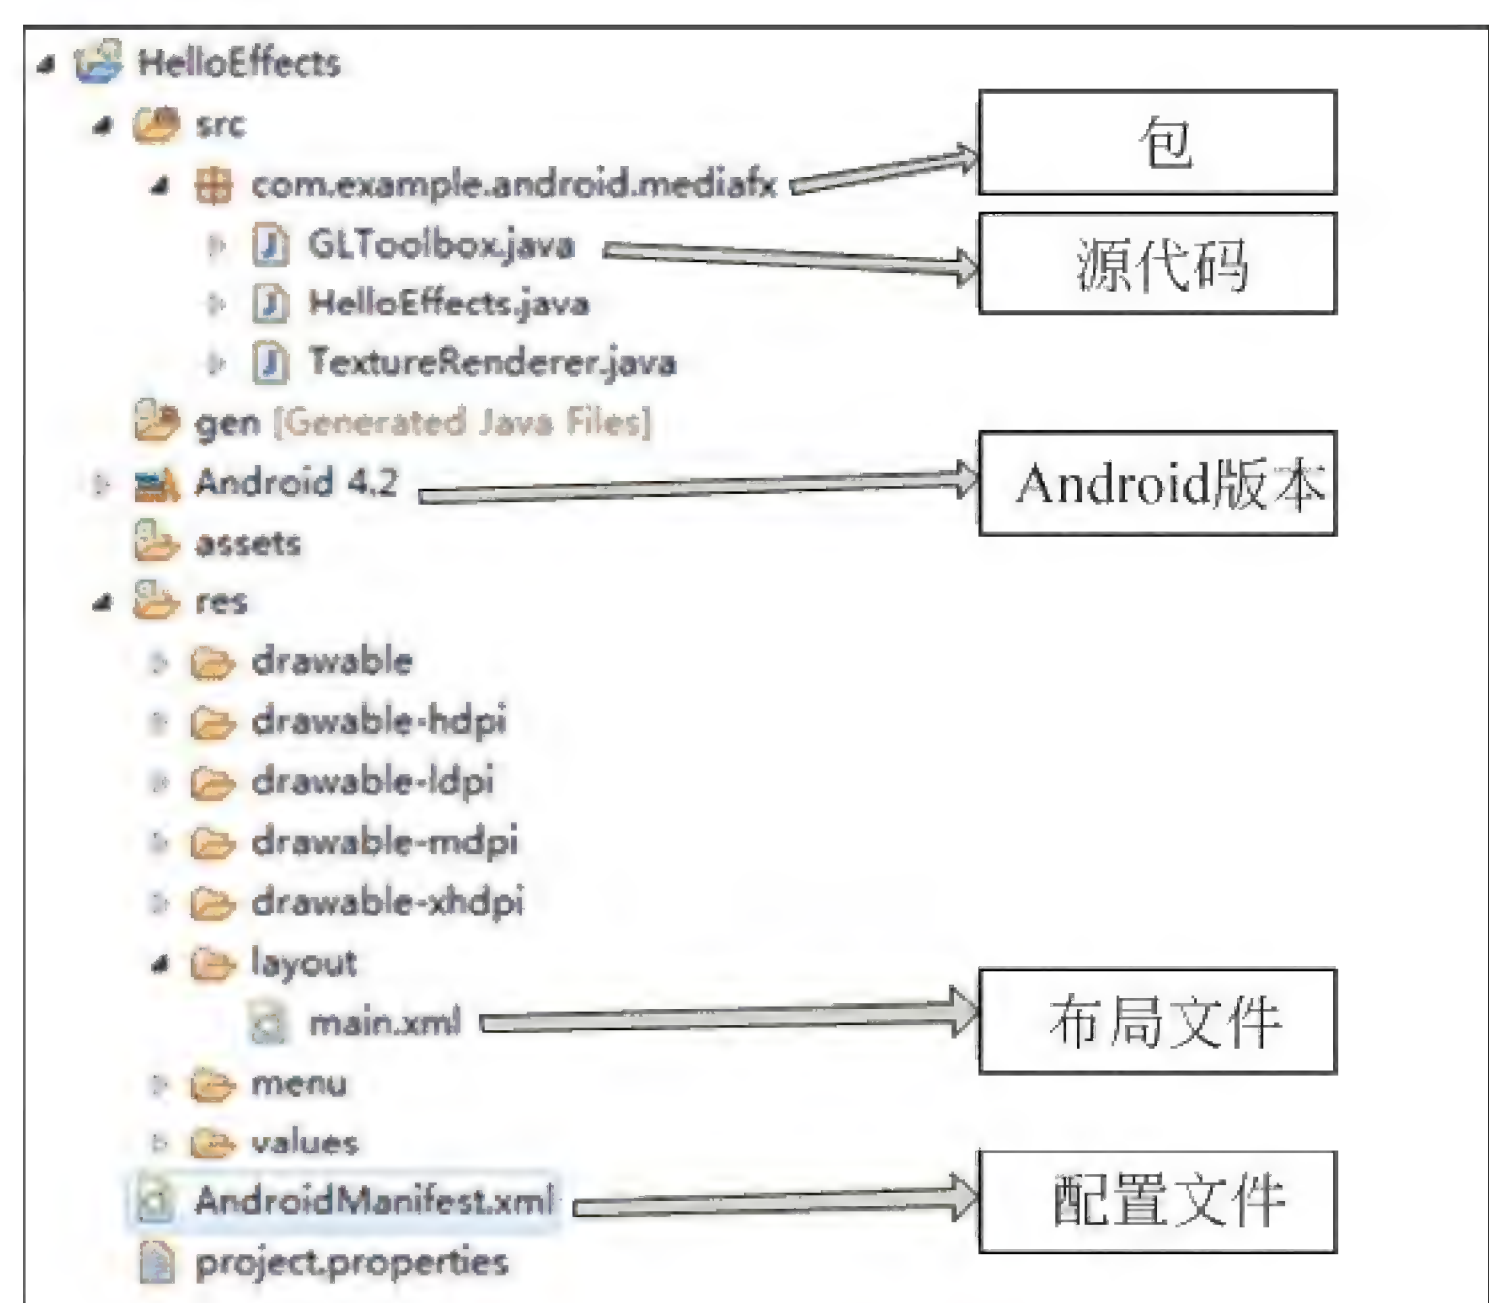 HelloEffects
src
com.example.android.mediafx
包
GLToolbox.java
源代码
HelloEffects.java
TextureRenderer.java
gen [Generated Java Files]
Android 4.2
Android版本
assets
res
drawable
drawable-hdpi
drawable-ldpi
drawable-mdpi
drawable-xhdpi
layout
main.xml
布局文件
menu
values
AndroidManifest.xml
配置文件
project.properties